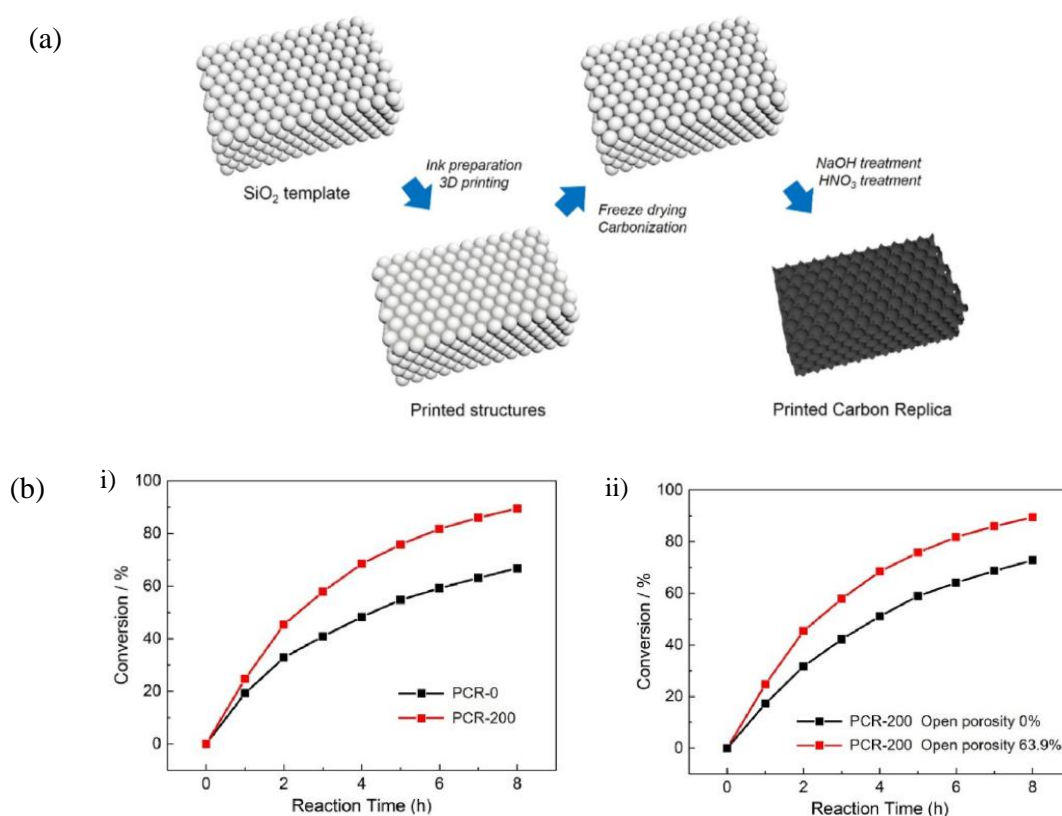 (a)
SiO₂ template
Ink preparation
3D printing
Printed structures
Freeze drying
Carbonization
NaOH treatment
HNO₃ treatment
Printed Carbon Replica
(b)
i)
Conversion / %
100
80
60
40
20
0
PCR-0
PCR-200
0 2 4 6 8
Reaction Time (h)
ii)
Conversion / %
100
80
60
40
20
0
PCR-200 Open porosity 0%
PCR-200 Open porosity 63.9%
0 2 4 6 8
Reaction Time (h)